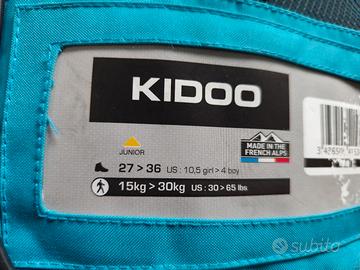 KIDOO
JUNIOR
MADE IN THE
FRENCH ALPS
27 > 36 US : 10,5 girl > 4 boy
15kg > 30kg US : 30 > 65 lbs
subito